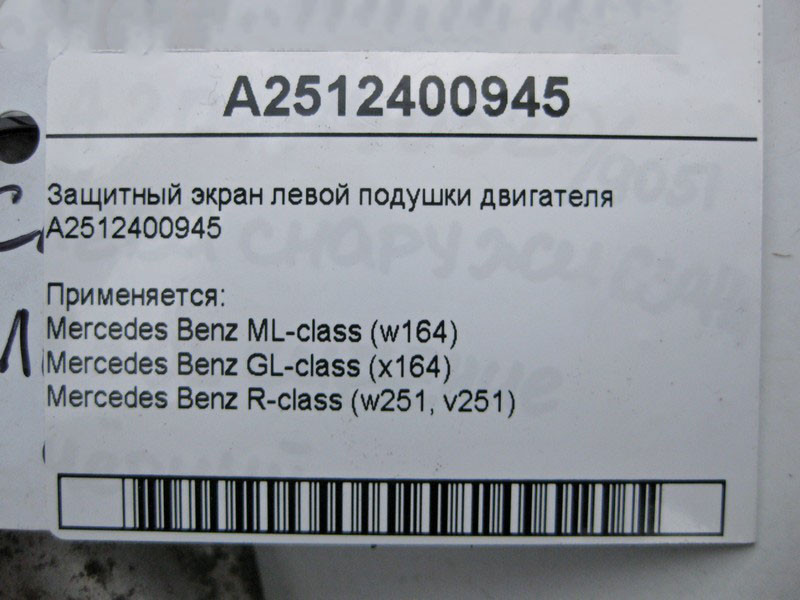 A2512400945
Защитный экран левой подушки двигателя
A2512400945
Применяется:
Mercedes Benz ML-class (w164)
Mercedes Benz GL-class (x164)
Mercedes Benz R-class (w251, v251)